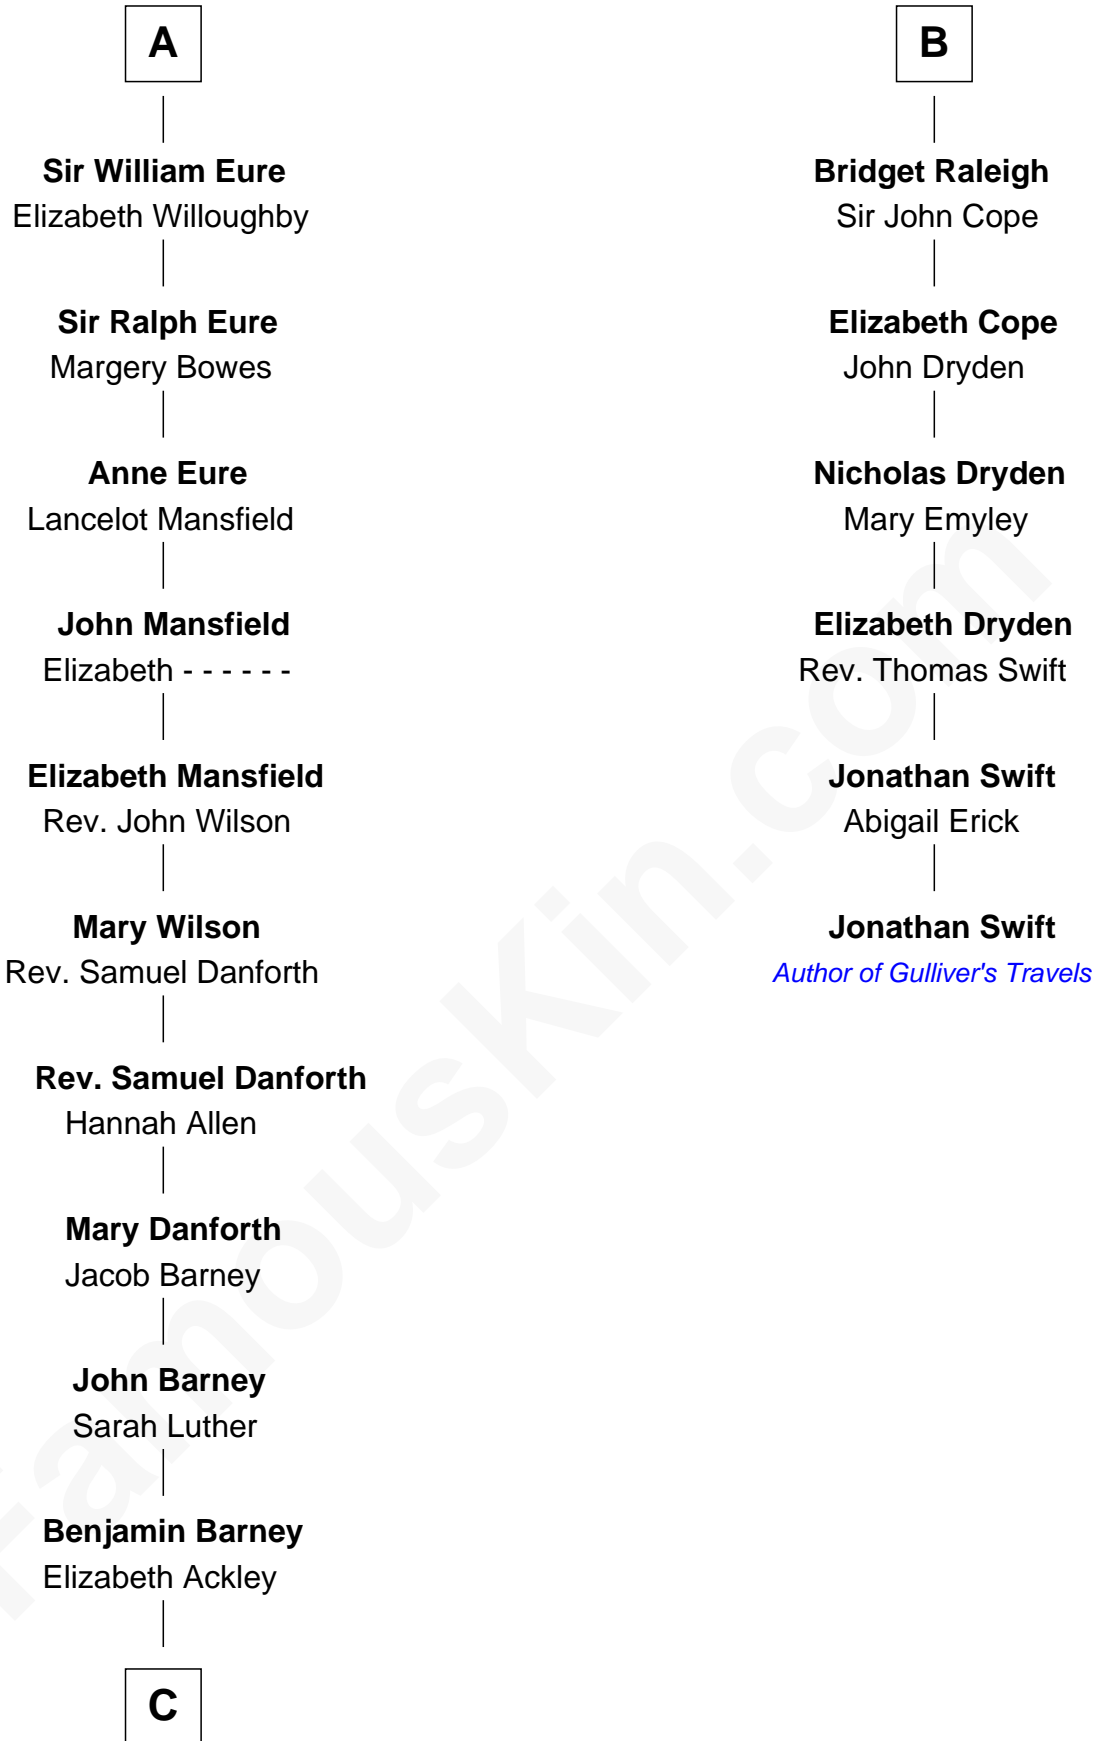 A
Sir William Eure
Elizabeth Willoughby
Sir Ralph Eure
Margery Bowes
Anne Eure
Lancelot Mansfield
John Mansfield
Elizabeth - - - - - -
Elizabeth Mansfield
Rev. John Wilson
Mary Wilson
Rev. Samuel Danforth
Rev. Samuel Danforth
Hannah Allen
Mary Danforth
Jacob Barney
John Barney
Sarah Luther
Benjamin Barney
Elizabeth Ackley
C
B
Bridget Raleigh
Sir John Cope
Elizabeth Cope
John Dryden
Nicholas Dryden
Mary Emyley
Elizabeth Dryden
Rev. Thomas Swift
Jonathan Swift
Abigail Erick
Jonathan Swift
Author of Gulliver's Travels
FamousKin.com